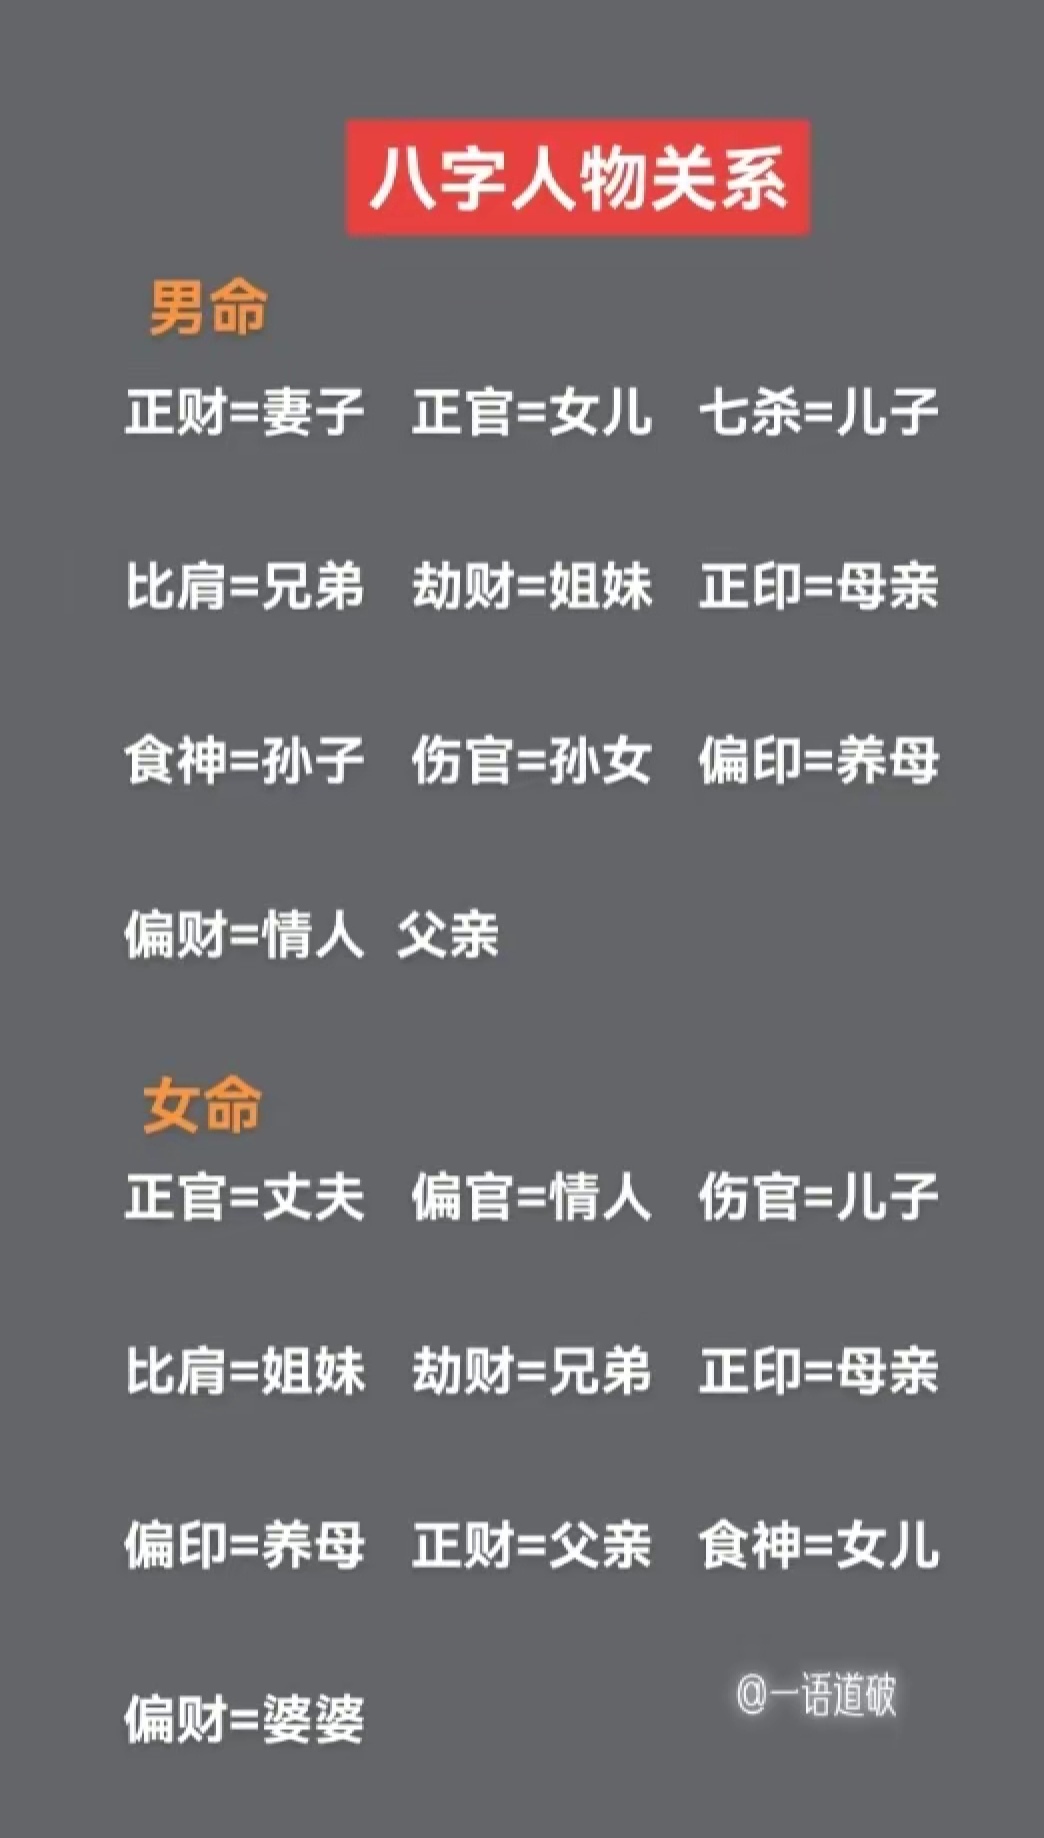 八字人物关系
男命
正财=妻子 正官=女儿 七杀=儿子
比肩=兄弟 劫财=姐妹 正印=母亲
食神=孙子 伤官=孙女 偏印=养母
偏财=情人 父亲
女命
正官=丈夫 偏官=情人 伤官=儿子
比肩=姐妹 劫财=兄弟 正印=母亲
偏印=养母 正财=父亲 食神=女儿
@一语道破
偏财=婆婆